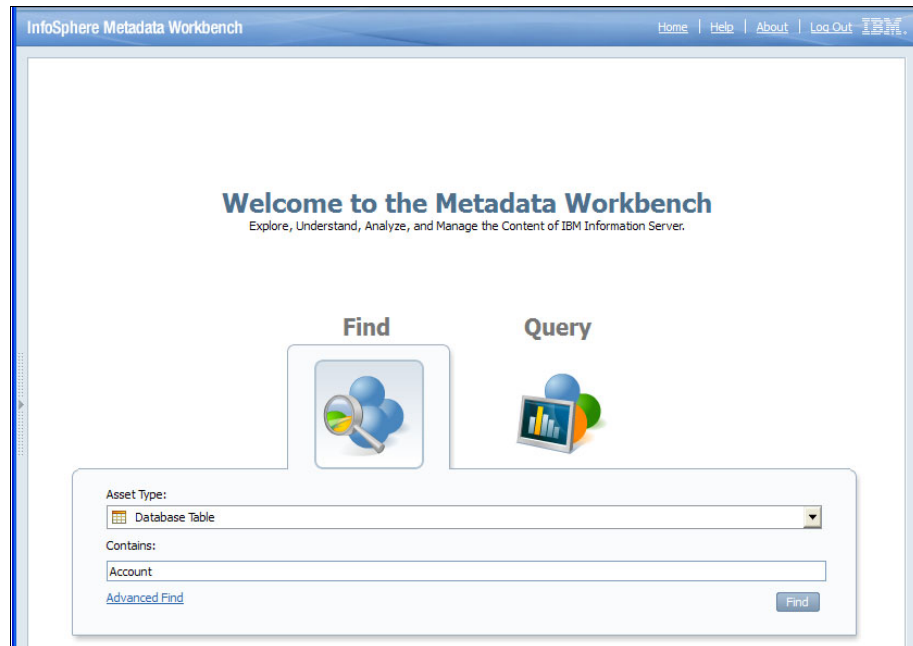 InfoSphere Metadata Workbench
Home | Help | About | Log Out IBM.
Welcome to the Metadata Workbench
Explore, Understand, Analyze, and Manage the Content of IBM Information Server.
Find Query
Asset Type:
Database Table
Contains:
Account
Advanced Find
Find